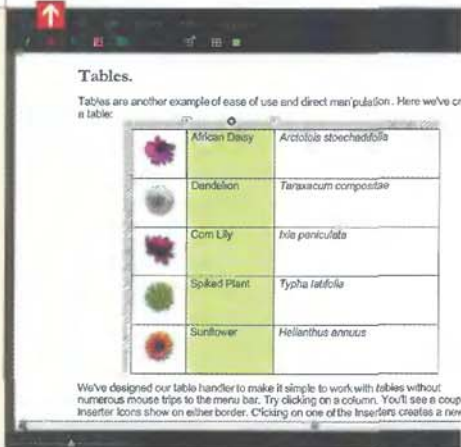 Tables.
Tables are another example of ease of use and direct manipulation. Here we've cr
a table:
African Daisy Arctotois stoechadifolia
Dandelion Taraxacum compositae
Corn Lily Ixia paniculata
Spiked Plant Typha latifolia
Sunflower Helianthus annuus
We've designed our table handler to make it simple to work with tables without
numerous mouse trips to the menu bar. Try clicking on a column. You'll see a coup
Inserter Icons show on either border. Clicking on one of the Inserters creates a new